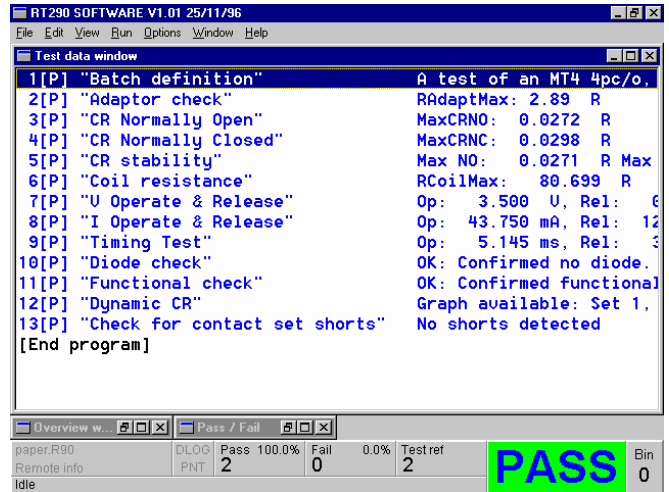 RT290 SOFTWARE V1.01 25/11/96
File Edit View Run Options Window Help
Test data window
1[P] "Batch definition" A test of an MT4 4pc/o,
2[P] "Adaptor check" RAdaptMax: 2.89 R
3[P] "CR Normally Open" MaxCRNO: 0.0272 R
4[P] "CR Normally Closed" MaxCRNC: 0.0298 R
5[P] "CR stability" Max NO: 0.0271 R Max
6[P] "Coil resistance" RCoilMax: 80.699 R
7[P] "V Operate & Release" Op: 3.500 V, Rel:
8[P] "I Operate & Release" Op: 43.750 mA, Rel: 12
9[P] "Timing Test" Op: 5.145 ms, Rel:
10[P] "Diode check" OK: Confirmed no diode.
11[P] "Functional check" OK: Confirmed functional
12[P] "Dynamic CR" Graph available: Set 1,
13[P] "Check for contact set shorts" No shorts detected
[End program]
Overview w... Pass / Fail
paper.R90 DLOG Pass 100.0% Fail 0.0% Test ref PASS Bin
Remote info PNT 2 0 2 0
Idle